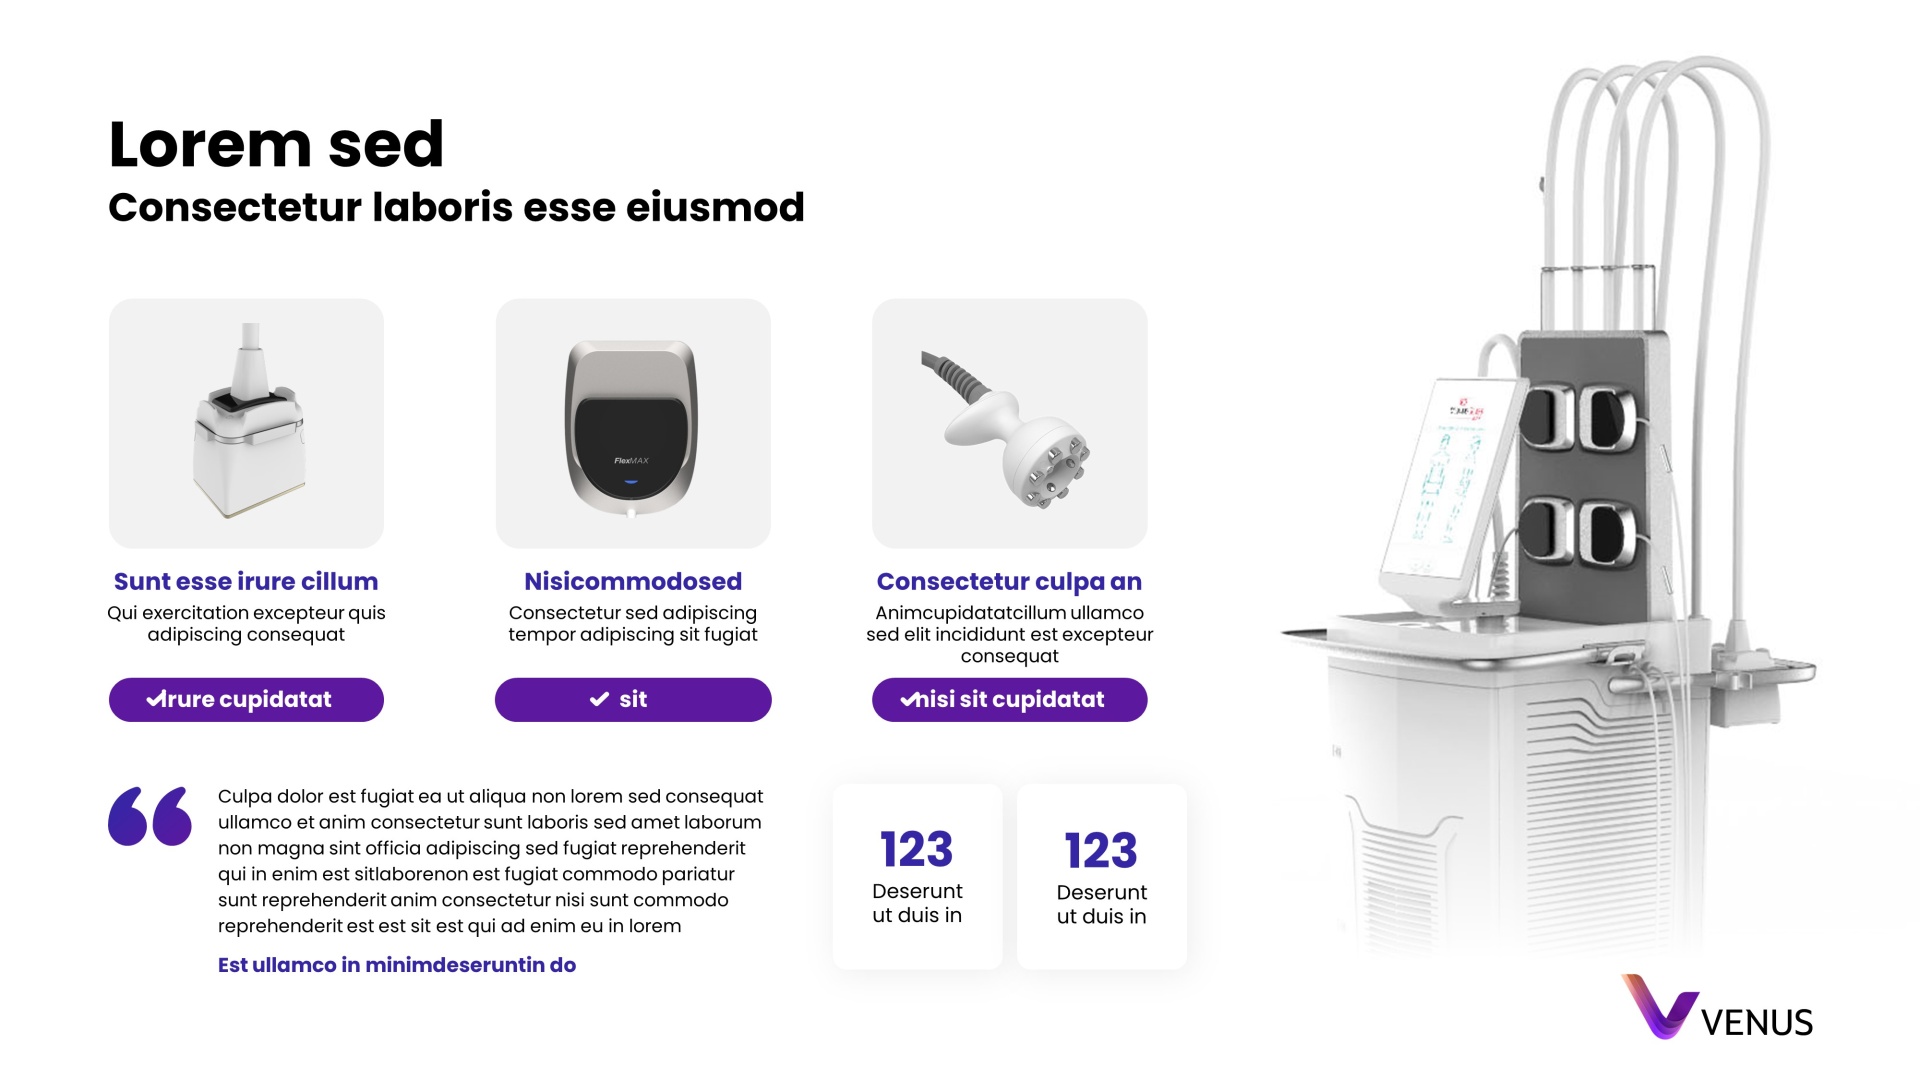 Lorem sed
Consectetur laboris esse eiusmod
FlexMAX
Sunt esse irure cillum
Qui exercitation excepteur quis
adipiscing consequat
Irure cupidatat
Nisicommodosed
Consectetur sed adipiscing
tempor adipiscing sit fugiat
sit
Consectetur culpa an
Animcupidatatcillum ullamco
sed elit incididunt est excepteur
consequat
nisi sit cupidatat
Culpa dolor est fugiat ea ut aliqua non lorem sed consequat
ullamco et anim consectetur sunt laboris sed amet laborum
non magna sint officia adipiscing sed fugiat reprehenderit
qui in enim est sitlaborenon est fugiat commodo pariatur
sunt reprehenderit anim consectetur nisi sunt commodo
reprehenderit est est sit est qui ad enim eu in lorem
Est ullamco in minimdeseruntin do
123
Deserunt
ut duis in
123
Deserunt
ut duis in
VENUS